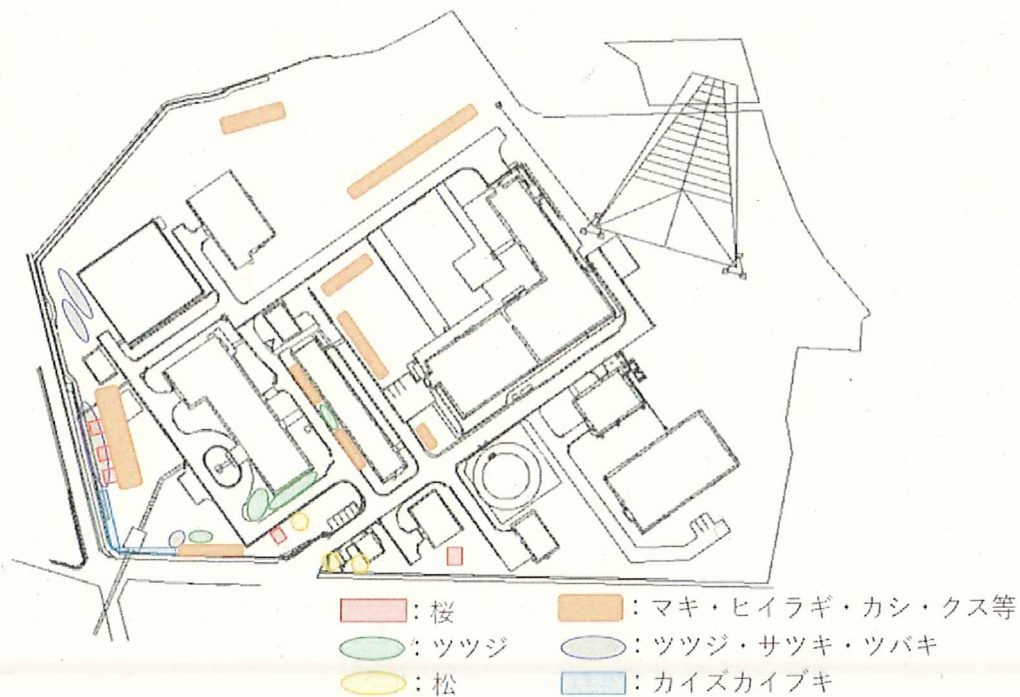 ：桜
：マキ・ヒイラギ・カシ・クス等
：ツツジ
：ツツジ・サツキ・ツバキ
：松
：カイズカイブキ